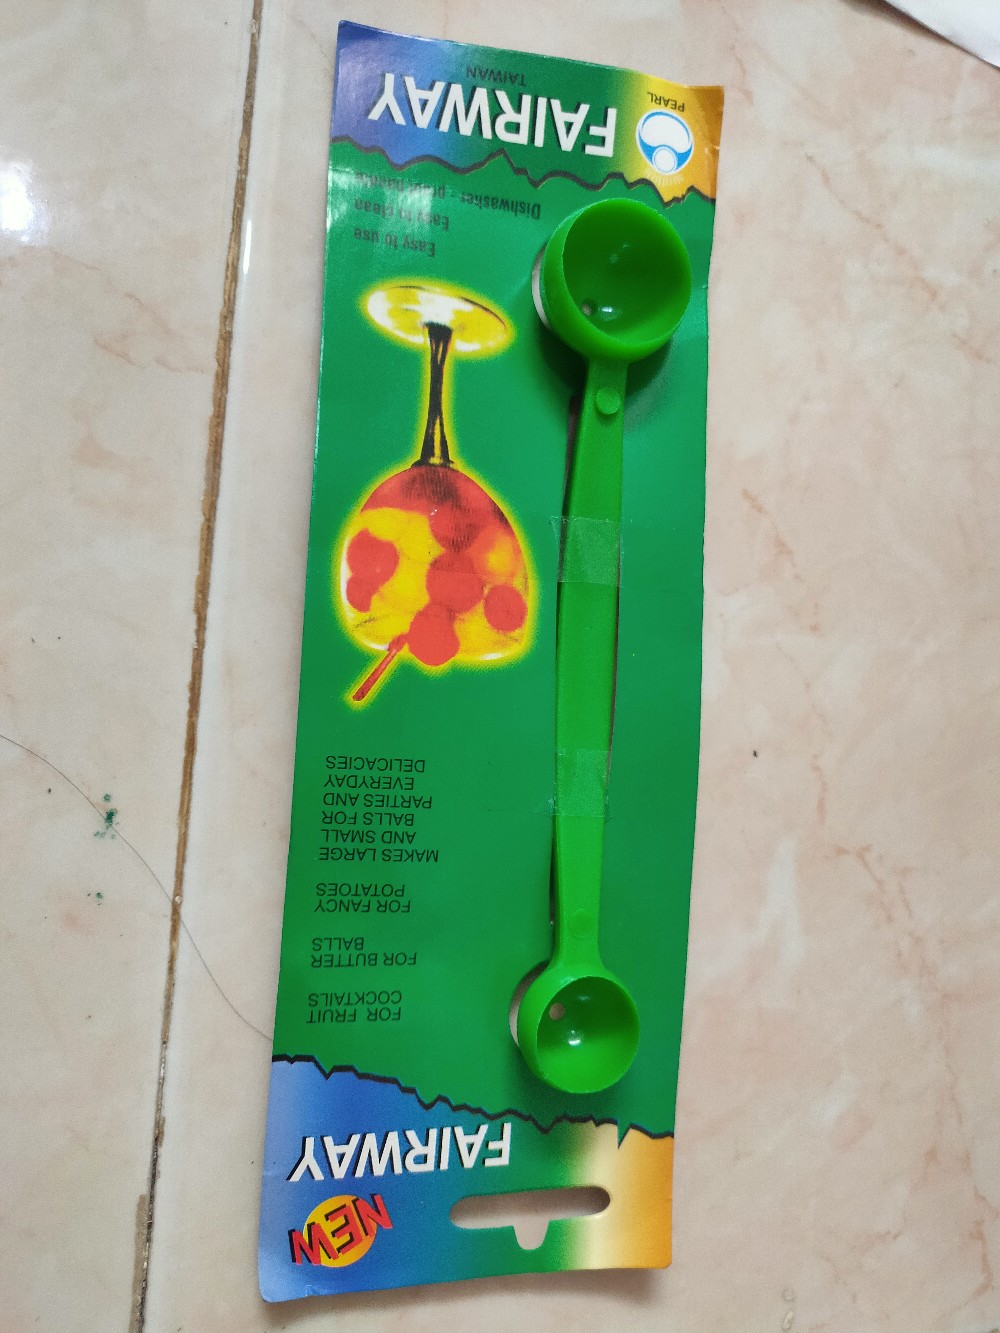 NEW
FAIRWAY
FOR FRUIT
COCKTAILS
FOR BUTTER
BALLS
FOR FANCY
POTATOES
MAKES LARGE
AND SMALL
BALLS FOR
PARTIES AND
EVERYDAY
DELICACIES
Easy to use
Easy to clean
Dishwasher - proof
PEARL
FAIRWAY
TAIWAN